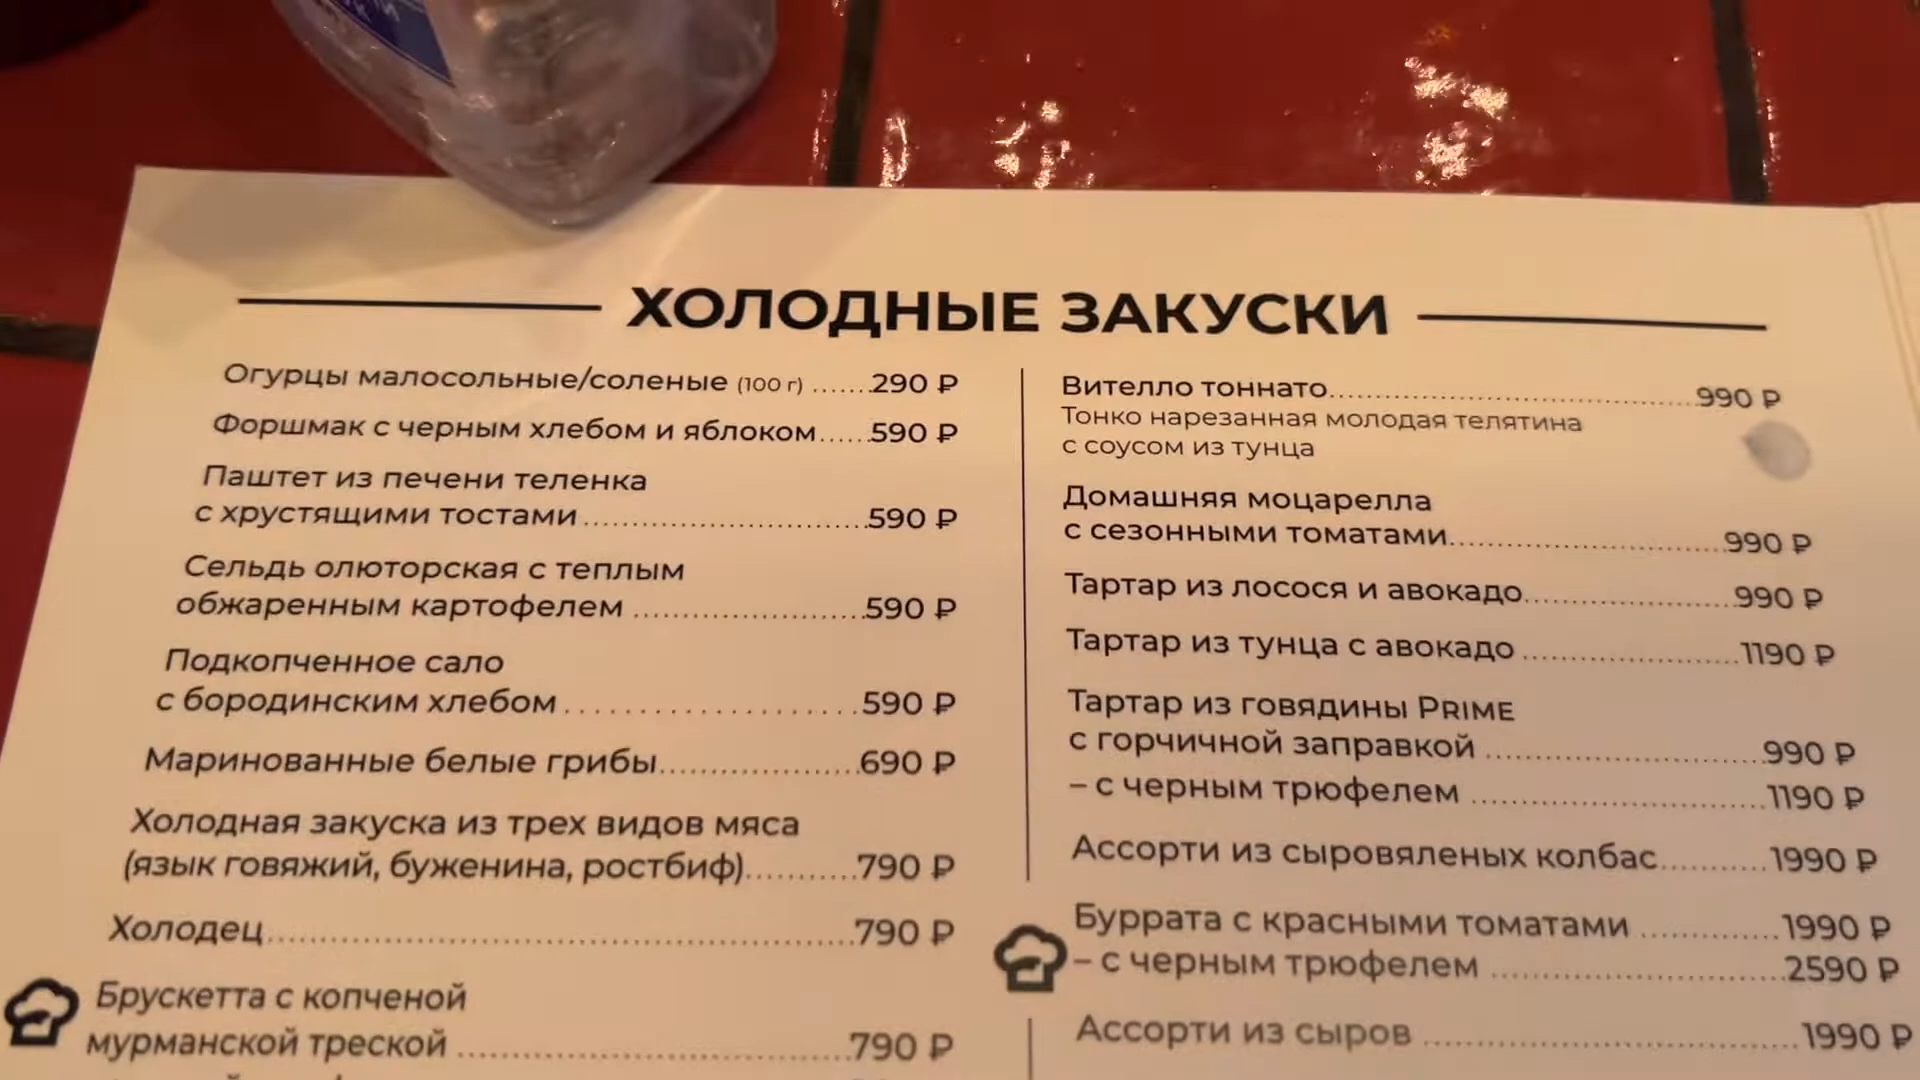 ХОЛОДНЫЕ ЗАКУСКИ
Огурцы малосольные/соленые (100 г) ......290 ₽
Форшмак с черным хлебом и яблоком.....590 ₽
Паштет из печени теленка
с хрустящими тостами..............................590 ₽
Сельдь олюторская с теплым
обжаренным картофелем ........................590 ₽
Подкопченное сало
с бородинским хлебом..................590 ₽
Маринованные белые грибы....................690 ₽
Холодная закуска из трех видов мяса
(язык говяжий, буженина, ростбиф)...........790 ₽
Холодец..........................................................790 ₽
Брускетта с копченой
мурманской треской .......................................790 ₽
Вителло тоннато.............................................990 ₽
Тонко нарезанная молодая телятина
с соусом из тунца
Домашняя моцарелла
с сезонными томатами...............................990 ₽
Тартар из лосося и авокадо........................990 ₽
Тартар из тунца с авокадо ........................1190 ₽
Тартар из говядины PRIME
с горчичной заправкой ..............................990 ₽
– с черным трюфелем ................................1190 ₽
Ассорти из сыровяленых колбас............1990 ₽
Буррата с красными томатами ..............1990 ₽
– с черным трюфелем ................................2590 ₽
Ассорти из сыров .........................................1990 ₽